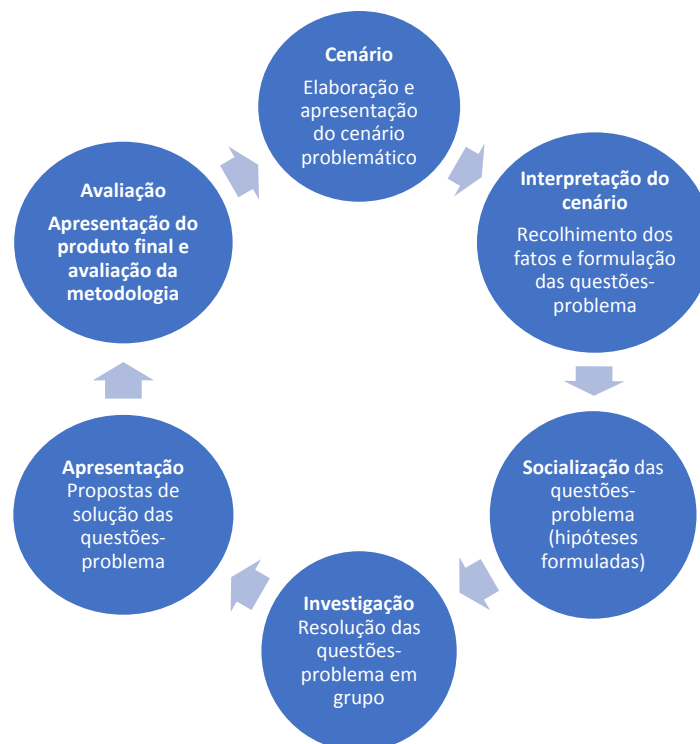 Cenário
Elaboração e
apresentação
do cenário
problemático
Interpretação do
cenário
Recolhimento dos
fatos e formulação
das questões-
problema
Socialização das
questões-
problema
(hipóteses
formuladas)
Investigação
Resolução das
questões-
problema em
grupo
Apresentação
Propostas de
solução das
questões-
problema
Avaliação
Apresentação do
produto final e
avaliação da
metodologia